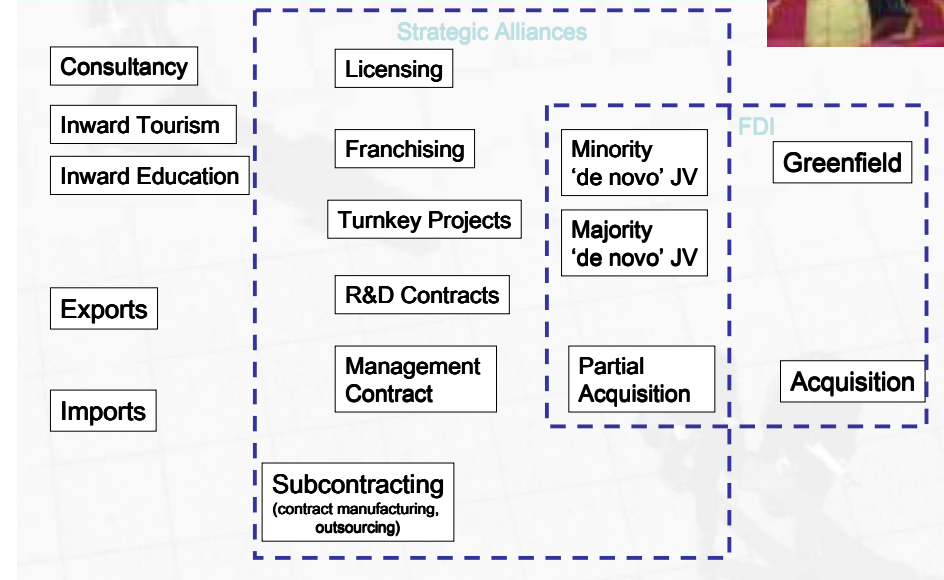 Strategic Alliances
Consultancy
Licensing
Inward Tourism
FDI
Franchising
Minority
'de novo' JV
Greenfield
Inward Education
Turnkey Projects
Majority
'de novo' JV
R&D Contracts
Exports
Management
Contract
Partial
Acquisition
Acquisition
Imports
Subcontracting
(contract manufacturing,
outsourcing)